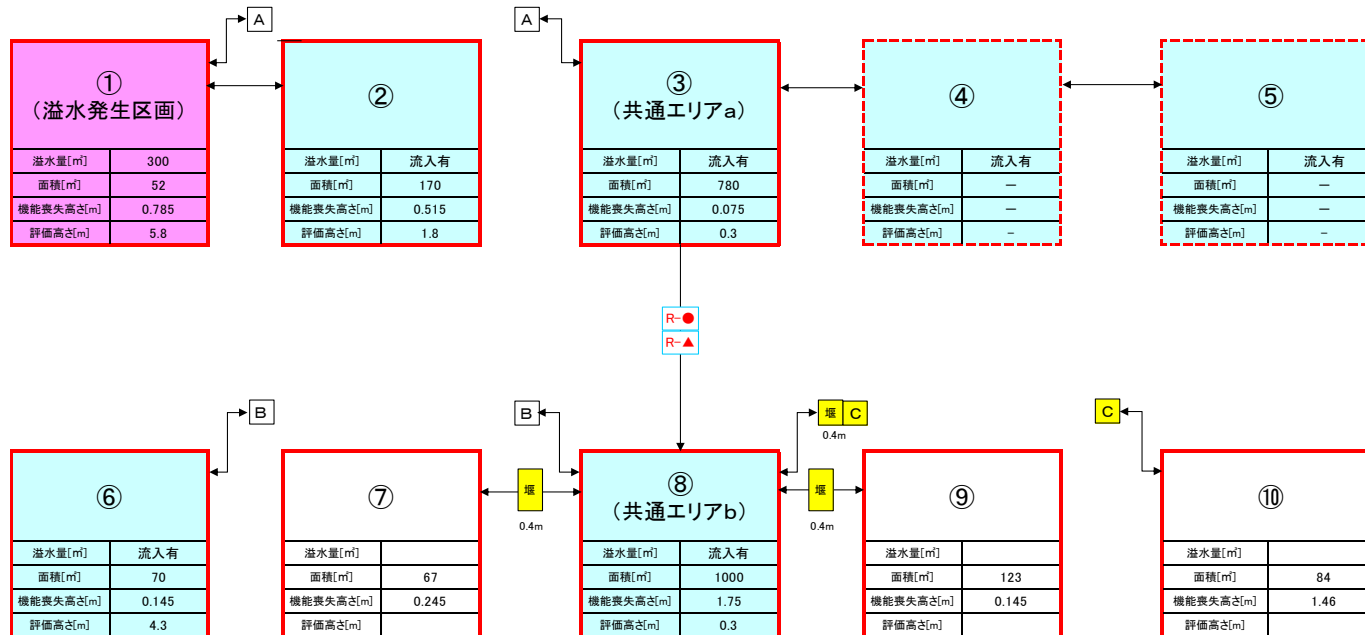 A
A
①
(溢水発生区画)
溢水量[㎥] 300
面積[㎡] 52
機能喪失高さ[m] 0.785
評価高さ[m] 5.8
②
溢水量[㎥] 流入有
面積[㎡] 170
機能喪失高さ[m] 0.515
評価高さ[m] 1.8
③
(共通エリアa)
溢水量[㎥] 流入有
面積[㎡] 780
機能喪失高さ[m] 0.075
評価高さ[m] 0.3
④
溢水量[㎥] 流入有
面積[㎡] ―
機能喪失高さ[m] ―
評価高さ[m] -
⑤
溢水量[㎥] 流入有
面積[㎡] ―
機能喪失高さ[m] ―
評価高さ[m] -
R-●
R-▲
B
B
堰 C
0.4m
C
⑥
溢水量[㎥] 流入有
面積[㎡] 70
機能喪失高さ[m] 0.145
評価高さ[m] 4.3
⑦
溢水量[㎥]
面積[㎡] 67
機能喪失高さ[m] 0.245
評価高さ[m]
堰
0.4m
⑧
(共通エリアb)
溢水量[㎥] 流入有
面積[㎡] 1000
機能喪失高さ[m] 1.75
評価高さ[m] 0.3
堰
0.4m
⑨
溢水量[㎥]
面積[㎡] 123
機能喪失高さ[m] 0.145
評価高さ[m]
⑩
溢水量[㎥]
面積[㎡] 84
機能喪失高さ[m] 1.46
評価高さ[m]